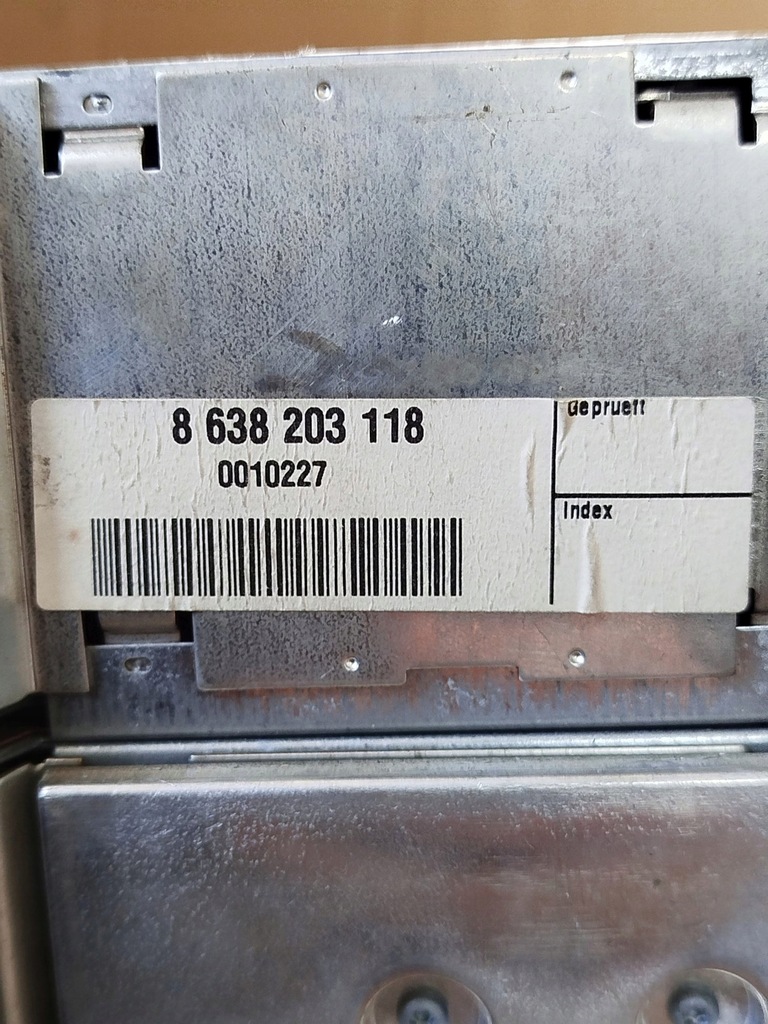 8 638 203 118
0010227
Geprueft
Index